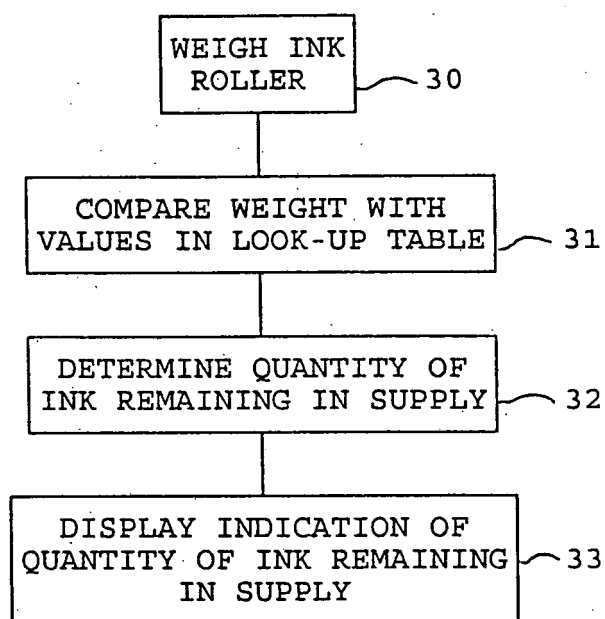 WEIGH INK
ROLLER
30
COMPARE WEIGHT WITH
VALUES IN LOOK-UP TABLE
31
DETERMINE QUANTITY OF
INK REMAINING IN SUPPLY
32
DISPLAY INDICATION OF
QUANTITY OF INK REMAINING
IN SUPPLY
33